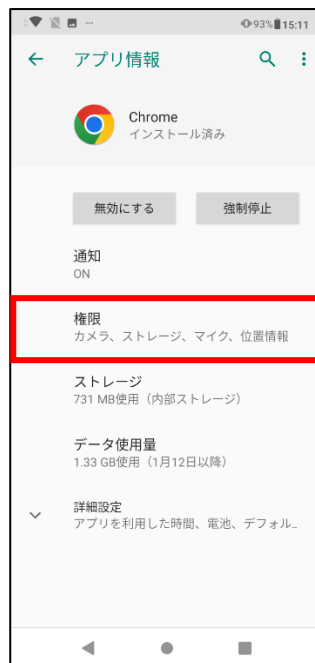 93% 15:11
アプリ情報
Chrome
インストール済み
無効にする 強制停止
通知
ON
権限
カメラ、ストレージ、マイク、位置情報
ストレージ
731 MB使用（内部ストレージ）
データ使用量
1.33 GB使用（1月12日以降）
詳細設定
アプリを利用した時間、電池、デフォル..